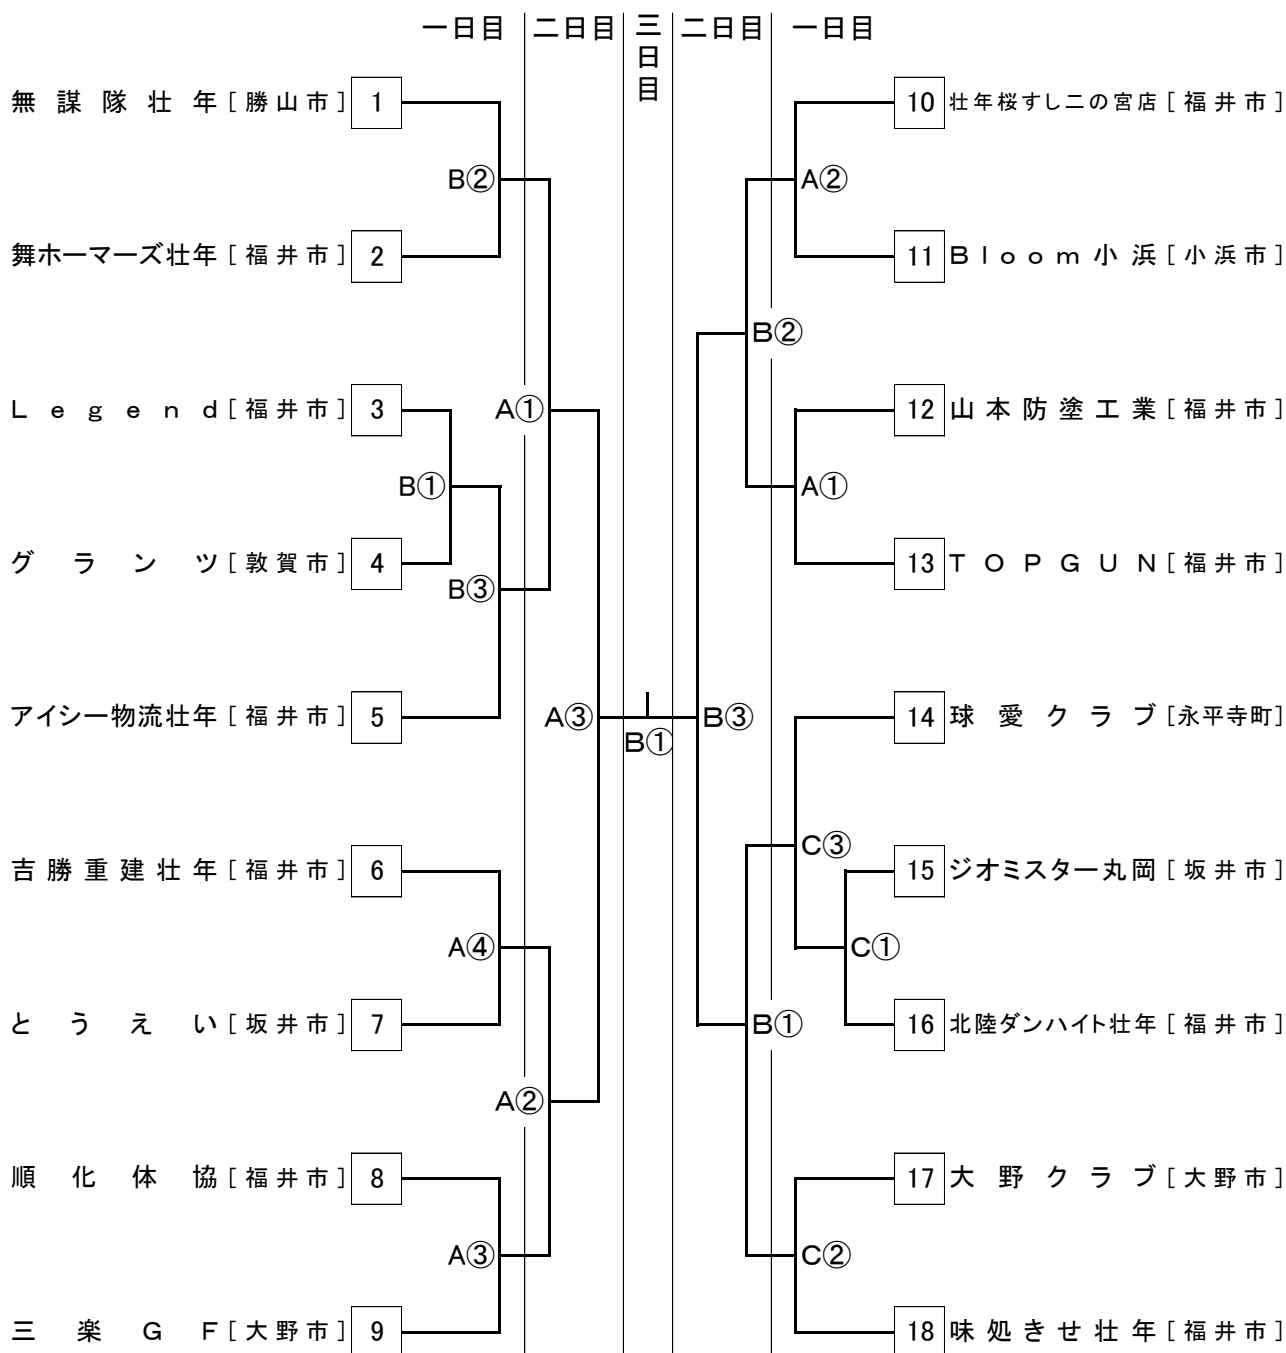 一日目 二日目 三日目 二日目 一日目
無謀隊壮年[勝山市] 1
10 壮年桜すし二の宮店[福井市]
B② A②
舞ホーマーズ壮年[福井市] 2
11 Bloom小浜[小浜市]
B②
Legend[福井市] 3
A①
12 山本防塗工業[福井市]
B① A①
グランツ[敦賀市] 4
13 TOPGUN[福井市]
B③
アイシー物流壮年[福井市] 5
A③ B① B③
14 球愛クラブ[永平寺町]
C③
吉勝重建壮年[福井市] 6
15 ジオミスター丸岡[坂井市]
A④ C①
とうえい[坂井市] 7
B①
16 北陸ダンハイト壮年[福井市]
A②
順化体協[福井市] 8
17 大野クラブ[大野市]
A③ C②
三楽GF[大野市] 9
18 味処きせ壮年[福井市]